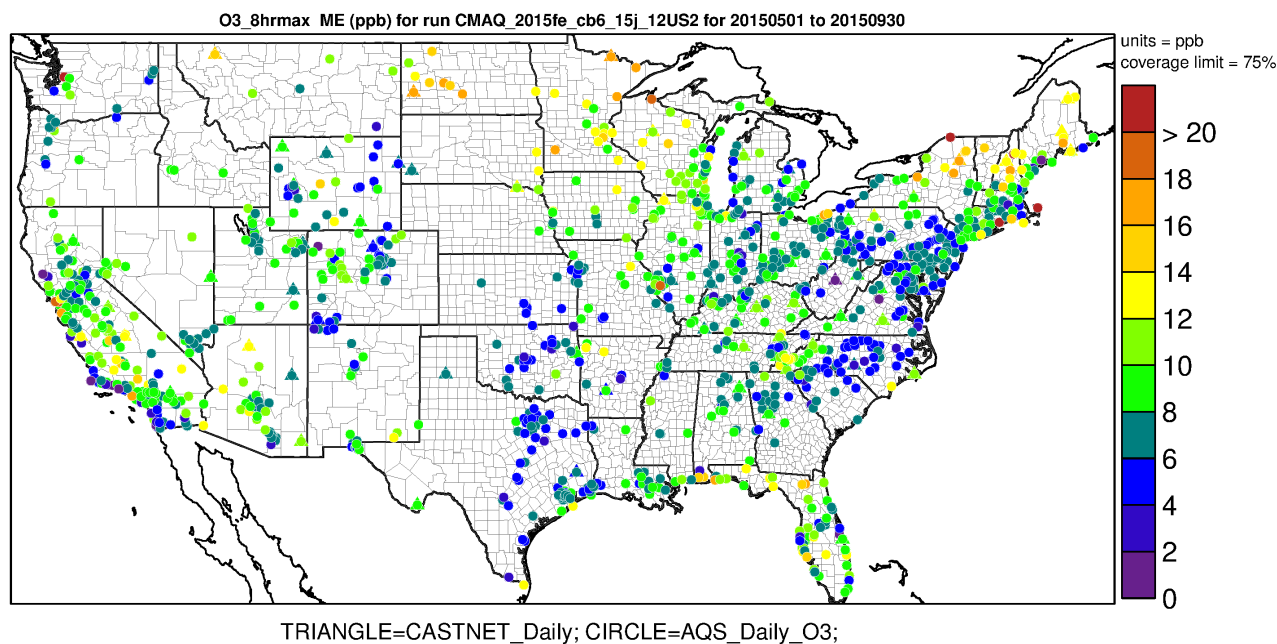 O3_8hrmax ME (ppb) for run CMAQ_2015fe_cb6_15j_12US2 for 20150501 to 20150930
units = ppb
coverage limit = 75%
> 20
18
16
14
12
10
8
6
4
2
0
TRIANGLE=CASTNET_Daily; CIRCLE=AQS_Daily_O3;